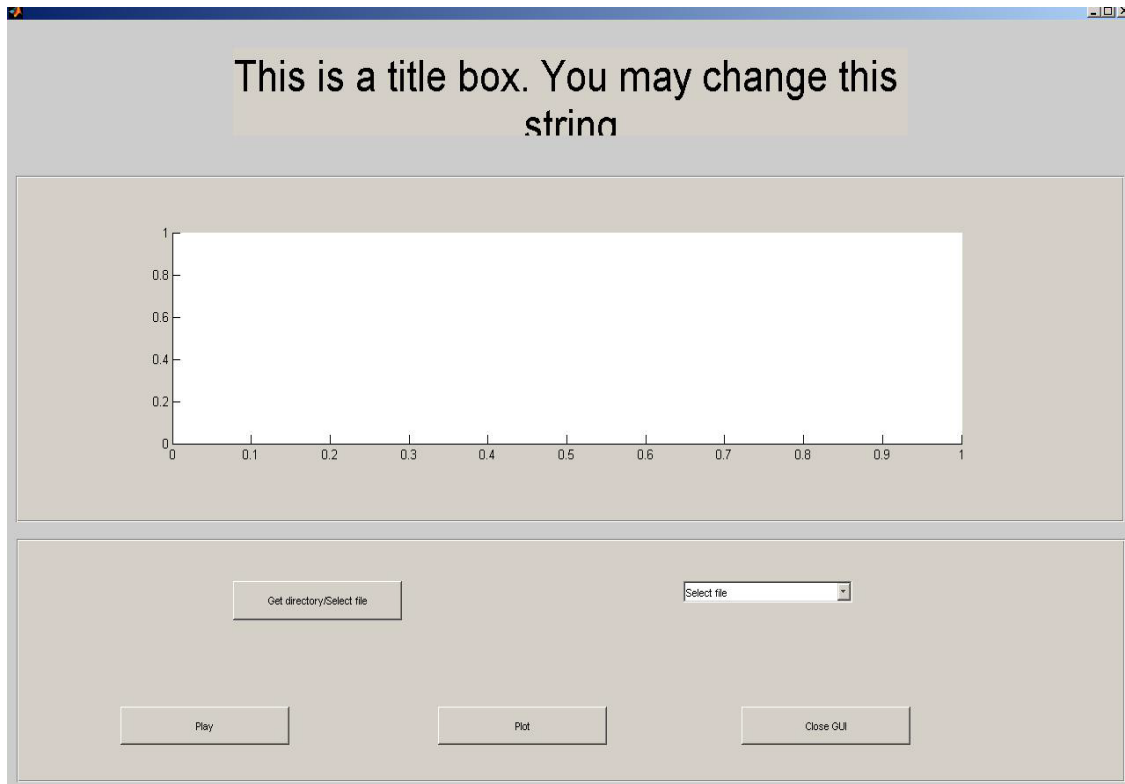 This is a title box. You may change this
string
1
0.8
0.6
0.4
0.2
0
0 0.1 0.2 0.3 0.4 0.5 0.6 0.7 0.8 0.9 1
Get directory/Select file
Select file
Play
Plot
Close GUI